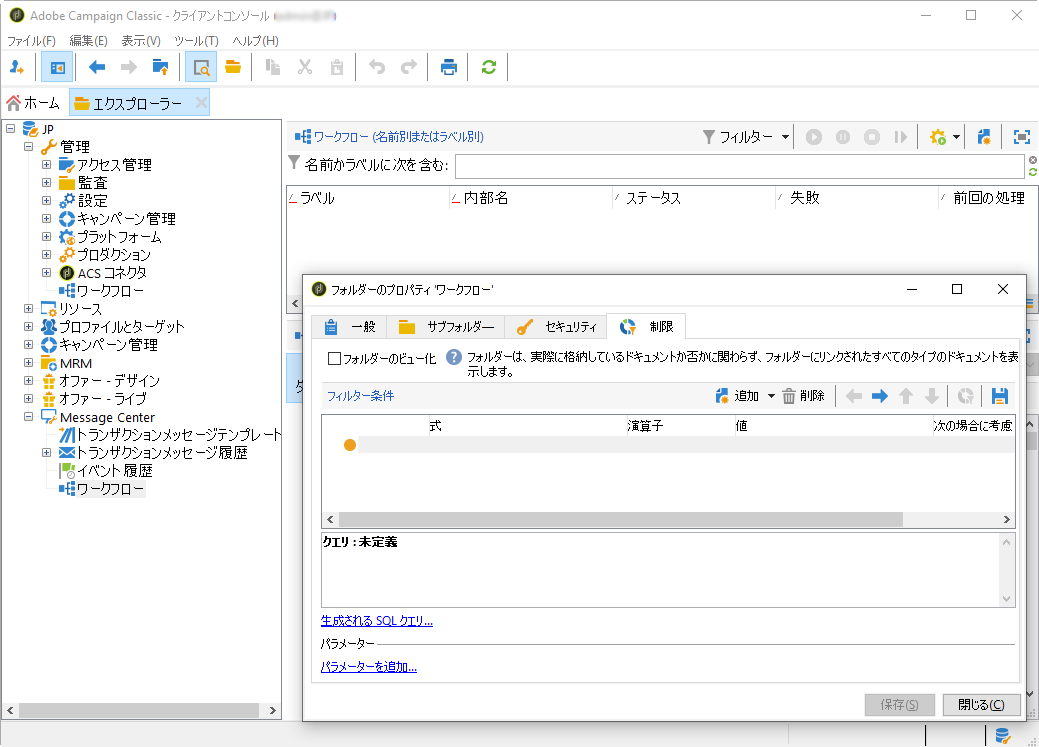 Adobe Campaign Classic - クライアントコンソール
ファイル(F) 編集(E) 表示(V) ツール(T) ヘルプ(H)
ホーム エクスプローラー
JP
管理
アクセス管理
監査
設定
キャンペーン管理
プラットフォーム
プロダクション
ACS コネクタ
ワークフロー
リソース
プロファイルとターゲット
キャンペーン管理
MRM
オファー - デザイン
オファー - ライブ
Message Center
トランザクションメッセージテンプレート
トランザクションメッセージ履歴
イベント履歴
ワークフロー
ワークフロー (名前別またはラベル別)
フィルター
名前かラベルに次を含む:
ラベル 内部名 ステータス 失敗 前回の処理
フォルダーのプロパティ 'ワークフロー'
一般 サブフォルダー セキュリティ 制限
フォルダーのビュー化
フォルダーは、実際に格納しているドキュメントか否かに関わらず、フォルダーにリンクされたすべてのタイプのドキュメントを表
示します。
フィルター条件 追加 削除
式 演算子 値 次の場合に考慮
クエリ : 未定義
生成される SQL クエリ...
パラメーター
パラメーターを追加...
保存(S) 閉じる(C)